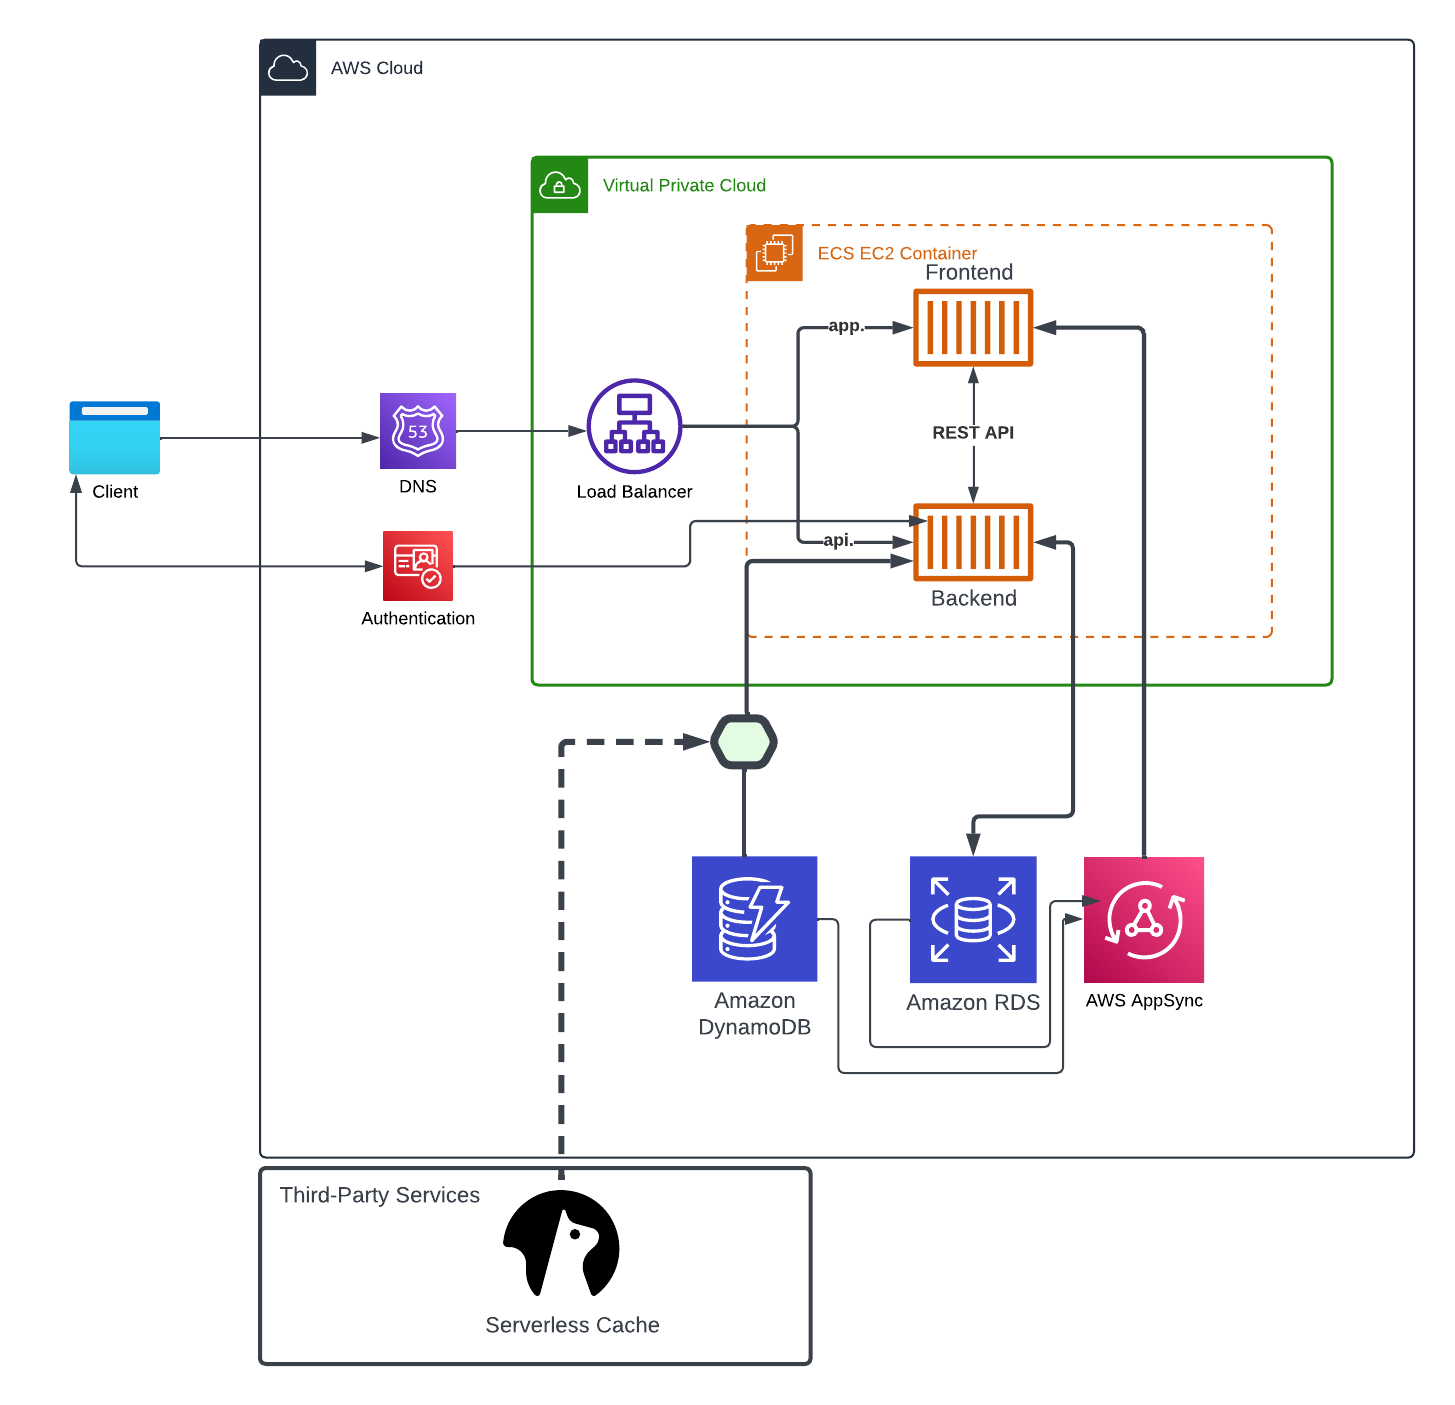 AWS Cloud
Virtual Private Cloud
ECS EC2 Container
Frontend
app.
REST API
53
Client
DNS
Load Balancer
api.
Authentication
Backend
Amazon
DynamoDB
Amazon RDS
AWS AppSync
Third-Party Services
Serverless Cache